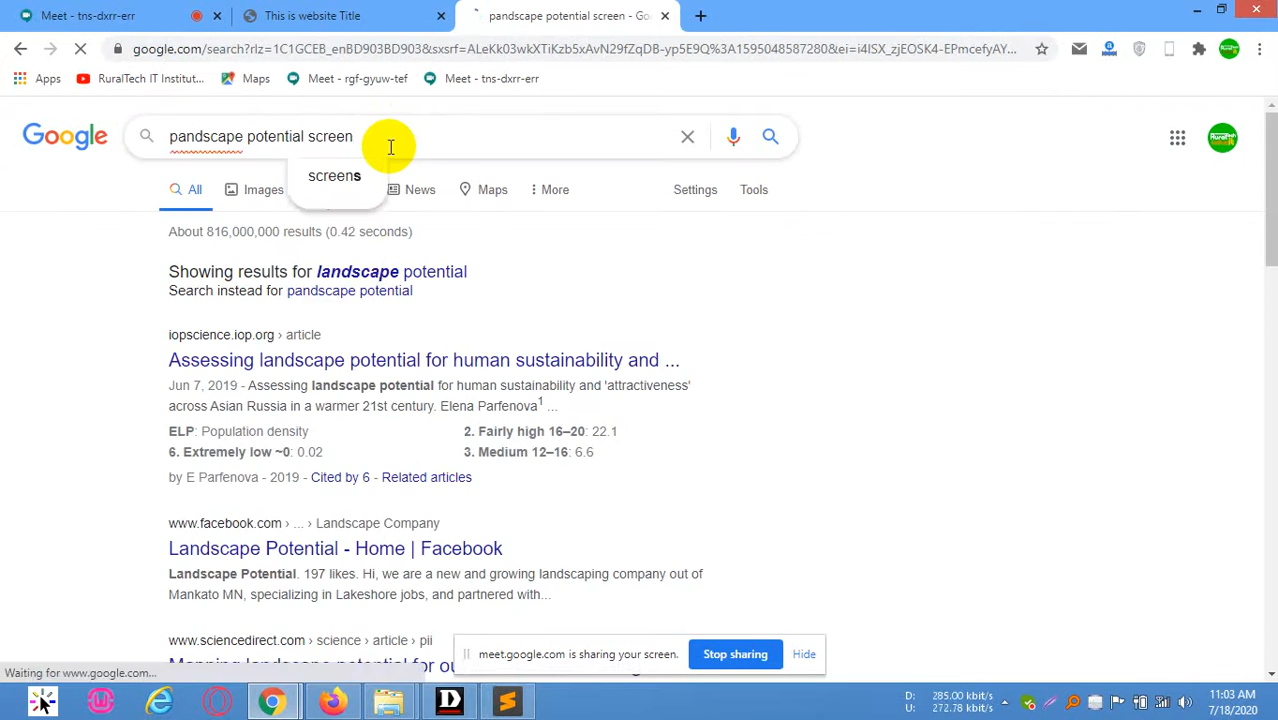 Meet - tns-dxrr-err
This is website Title
pandscape potential screen - Go
google.com/search?rlz=1C1GCEB_enBD903BD903&sxsrf=ALeKk03wkXTiKzb5xAvN29fZqDB-yp5E9Q%3A1595048587280&ei=i4ISX_zjEOSK4-EPmcefyAY...
Apps
RuralTech IT Institut...
Maps
Meet - rgf-gyuw-tef
Meet - tns-dxrr-err
Google
pandscape potential screen
screens
All
Images
News
Maps
More
Settings
Tools
About 816,000,000 results (0.42 seconds)
Showing results for landscape potential
Search instead for pandscape potential
iopscience.iop.org › article
Assessing landscape potential for human sustainability and ...
Jun 7, 2019 - Assessing landscape potential for human sustainability and 'attractiveness'
across Asian Russia in a warmer 21st century. Elena Parfenova1 ...
ELP: Population density
2. Fairly high 16–20: 22.1
6. Extremely low ~0: 0.02
3. Medium 12–16: 6.6
by E Parfenova - 2019 - Cited by 6 - Related articles
www.facebook.com › ... › Landscape Company
Landscape Potential - Home | Facebook
Landscape Potential. 197 likes. Hi, we are a new and growing landscaping company out of
Mankato MN, specializing in Lakeshore jobs, and partnered with...
www.sciencedirect.com › science › article › pii
Mapping landscape potential for ou
meet.google.com is sharing your screen.
Stop sharing
Hide
Waiting for www.google.com...
D: 285.00 kbit/s
U: 272.78 kbit/s
11:03 AM
7/18/2020